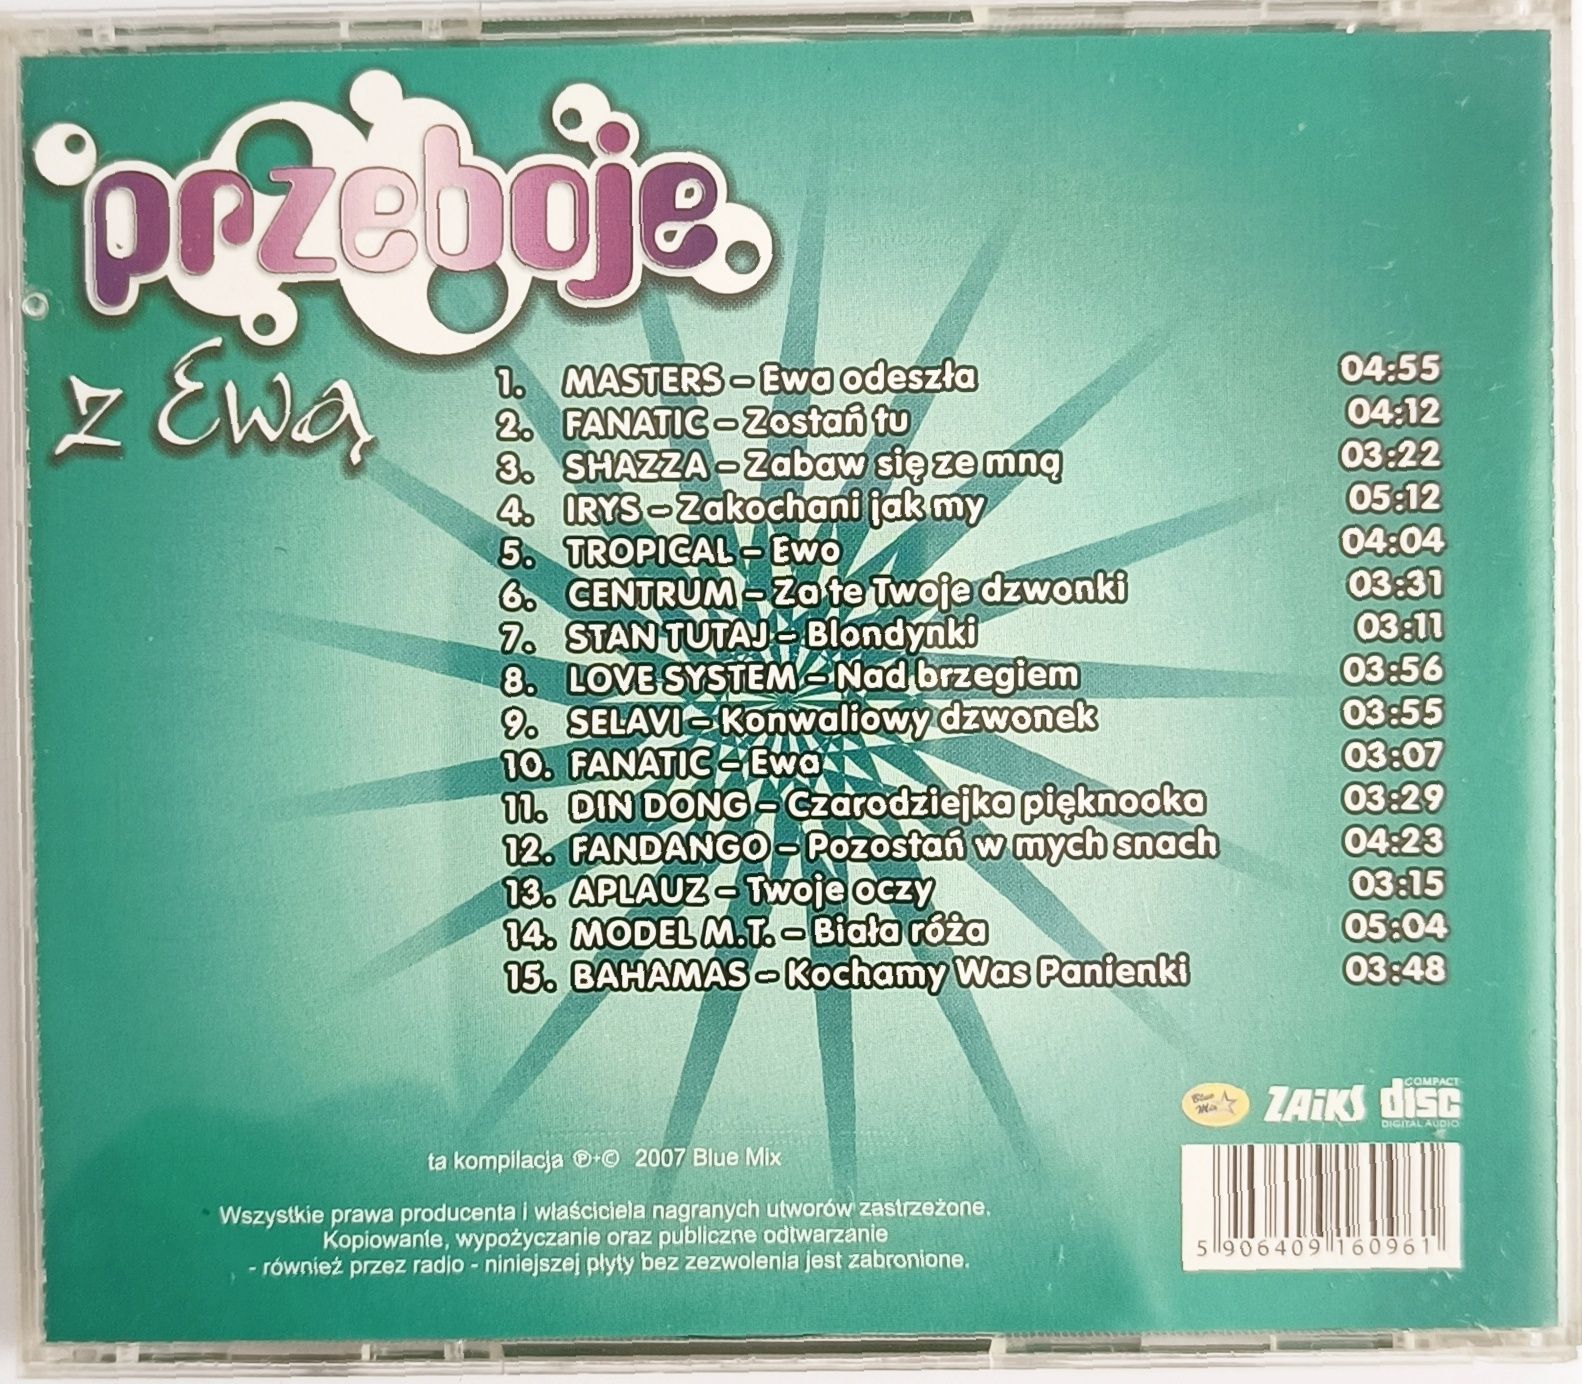 przeboje
z Ewą
1. MASTERS – Ewa odeszła 04:55
2. FANATIC – Zostań tu 04:12
3. SHAZZA – Zabaw się ze mną 03:22
4. IRYS – Zakochani jak my 05:12
5. TROPICAL – Ewo 04:04
6. CENTRUM – Za te Twoje dzwonki 03:31
7. STAN TUTAJ – Blondynki 03:11
8. LOVE SYSTEM – Nad brzegiem 03:56
9. SELAVI – Konwaliowy dzwonek 03:55
10. FANATIC – Ewa 03:07
11. DIN DONG – Czarodziejka pięknooka 03:29
12. FANDANGO – Pozostań w mych snach 04:23
13. APLAUZ – Twoje oczy 03:15
14. MODEL M.T. – Biała róża 05:04
15. BAHAMAS – Kochamy Was Panienki 03:48
Blue Mix ZAiKS COMPACT disc DIGITAL AUDIO
ta kompilacja ℗+© 2007 Blue Mix
Wszystkie prawa producenta i właściciela nagranych utworów zastrzeżone.
Kopiowanie, wypożyczanie oraz publiczne odtwarzanie
- również przez radio - niniejszej płyty bez zezwolenia jest zabronione.
5 906409 160961